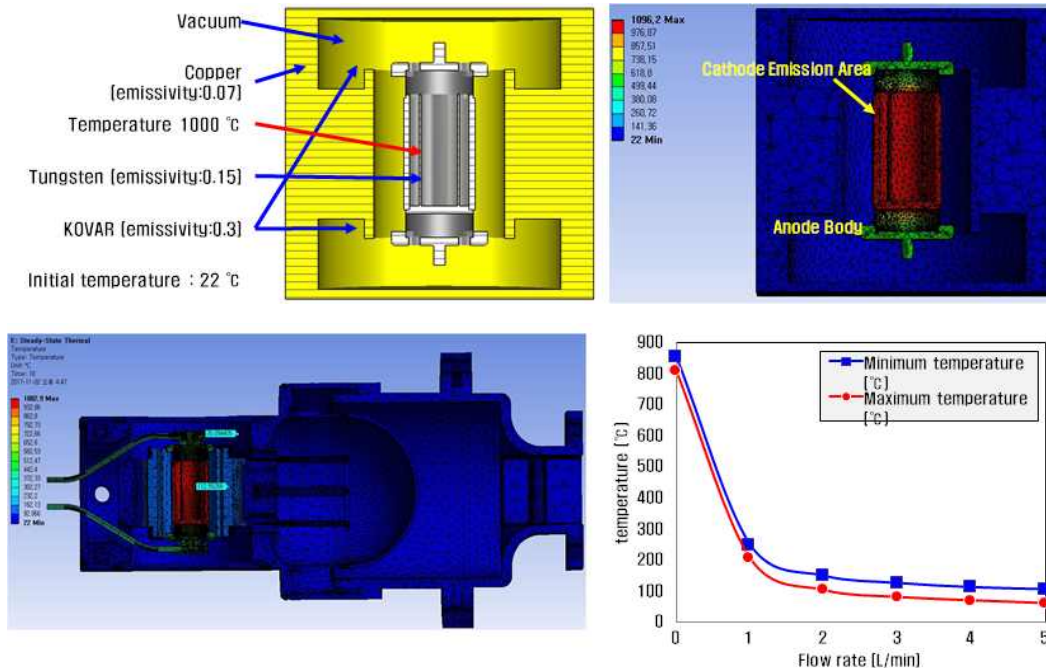 Vacuum
Copper
(emissivity:0.07)
Temperature 1000 ℃
Tungsten (emissivity:0.15)
KOVAR (emissivity:0.3)
Initial temperature : 22 ℃
1096,2 Max
976,87
857,51
738,15
618,8
499,44
380,08
260,72
141,36
22 Min
Cathode Emission Area
Anode Body
E: Steady-State Thermal
Temperature
Type: Temperature
Unit: ℃
Time: 10
22 Min
900
800
700
600
500
400
300
200
100
0
0
1
2
3
4
5
temperature [℃]
Flow rate [L/min]
Minimum temperature
[℃]
Maximum temperature
[℃]